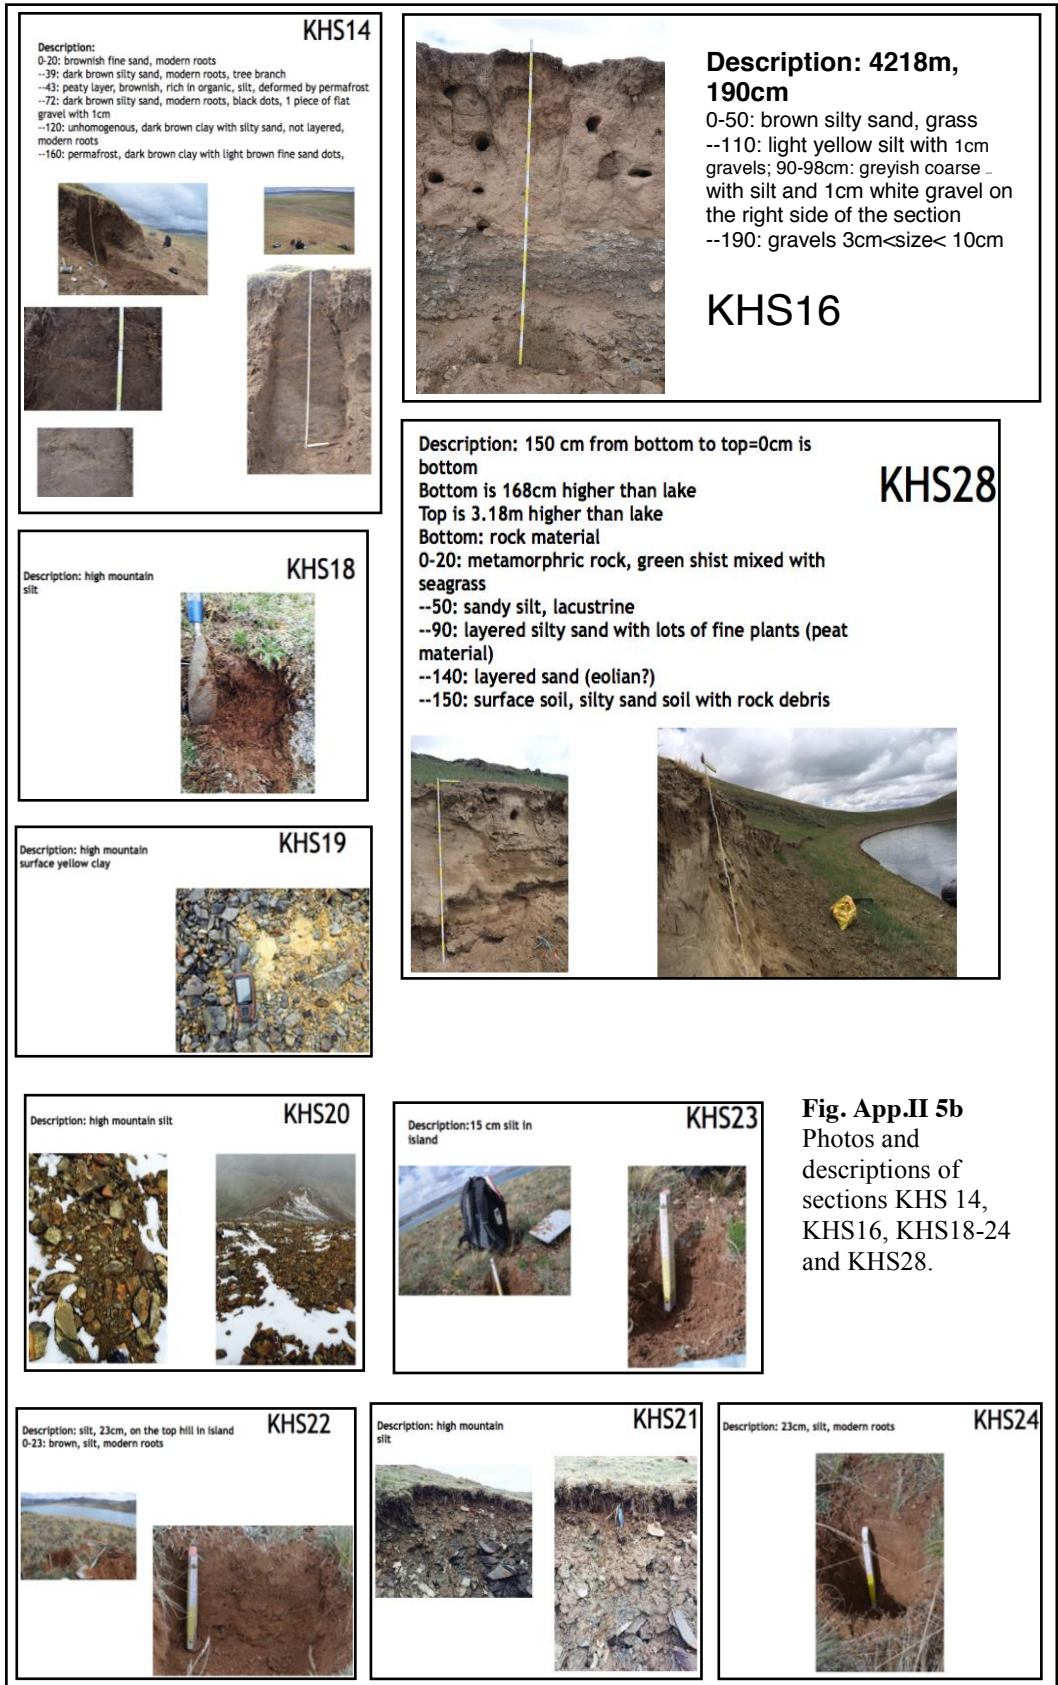 KHS14
Description:
0-20: brownish fine sand, modern roots
--39: dark brown silty sand, modern roots, tree branch
--43: peaty layer, brownish, rich in organic, silt, deformed by permafrost
--72: dark brown silty sand, modern roots, black dots, 1 piece of flat
gravel with 1cm
--120: unhomogenous, dark brown clay with silty sand, not layered,
modern roots
--160: permafrost, dark brown clay with light brown fine sand dots,
Description: 4218m,
190cm
0-50: brown silty sand, grass
--110: light yellow silt with 1cm
gravels; 90-98cm: greyish coarse
with silt and 1cm white gravel on
the right side of the section
--190: gravels 3cm<size< 10cm
KHS16
Description: 150 cm from bottom to top=0cm is
bottom
KHS28
Bottom is 168cm higher than lake
Top is 3.18m higher than lake
Bottom: rock material
0-20: metamorphric rock, green shist mixed with
seagrass
--50: sandy silt, lacustrine
--90: layered silty sand with lots of fine plants (peat
material)
--140: layered sand (eolian?)
--150: surface soil, silty sand soil with rock debris
KHS18
Description: high mountain
silt
KHS19
Description: high mountain
surface yellow clay
KHS20
Description: high mountain silt
KHS23
Description:15 cm silt in
island
Fig. App.II 5b
Photos and
descriptions of
sections KHS 14,
KHS16, KHS18-24
and KHS28.
KHS22
Description: silt, 23cm, on the top hill in island
0-23: brown, silt, modern roots
KHS21
Description: high mountain
silt
KHS24
Description: 23cm, silt, modern roots